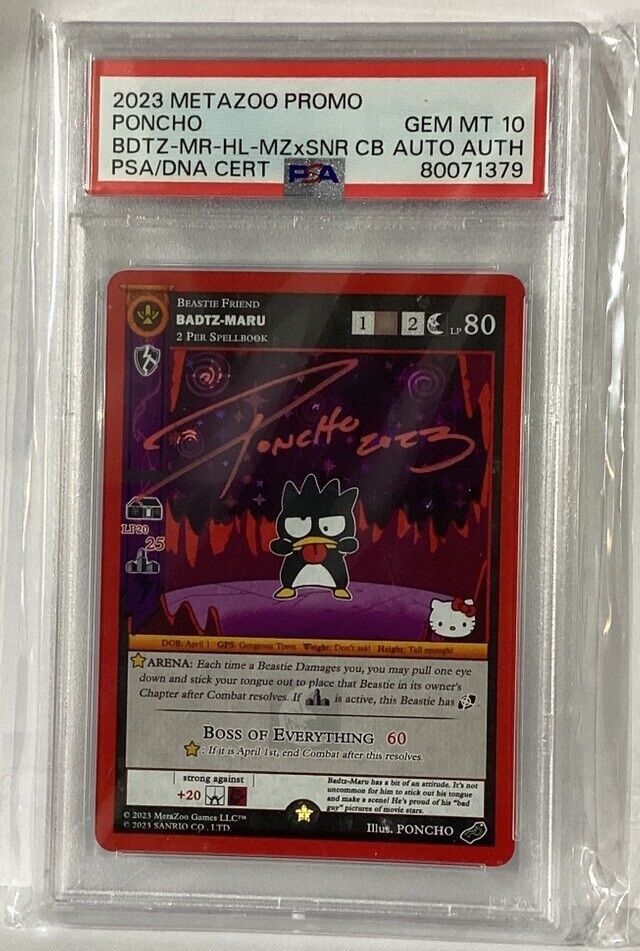 2023 METAZOO PROMO
PONCHO GEM MT 10
BDTZ-MR-HL-MZxSNR CB AUTO AUTH
PSA/DNA CERT PSA 80071379
BEASTIE FRIEND
BADTZ-MARU
2 PER SPELLBOOK
1 2 LP 80
PONCHO 2023
LP20
25
DOB: April 1 GPS: Gorgeous Town Weight: Don't ask! Height: Tall enough!
ARENA: Each time a Beastie Damages you, you may pull one eye
down and stick your tongue out to place that Beastie in its owner's
Chapter after Combat resolves. If is active, this Beastie has .
BOSS OF EVERYTHING 60
: If it is April 1st, end Combat after this resolves.
strong against
+20
Badtz-Maru has a bit of an attitude. It's not
uncommon for him to stick out his tongue
and make a scene! He's proud of his "bad
guy" pictures of movie stars.
© 2023 MetaZoo Games LLC™
© 2023 SANRIO CO., LTD
Illus. PONCHO